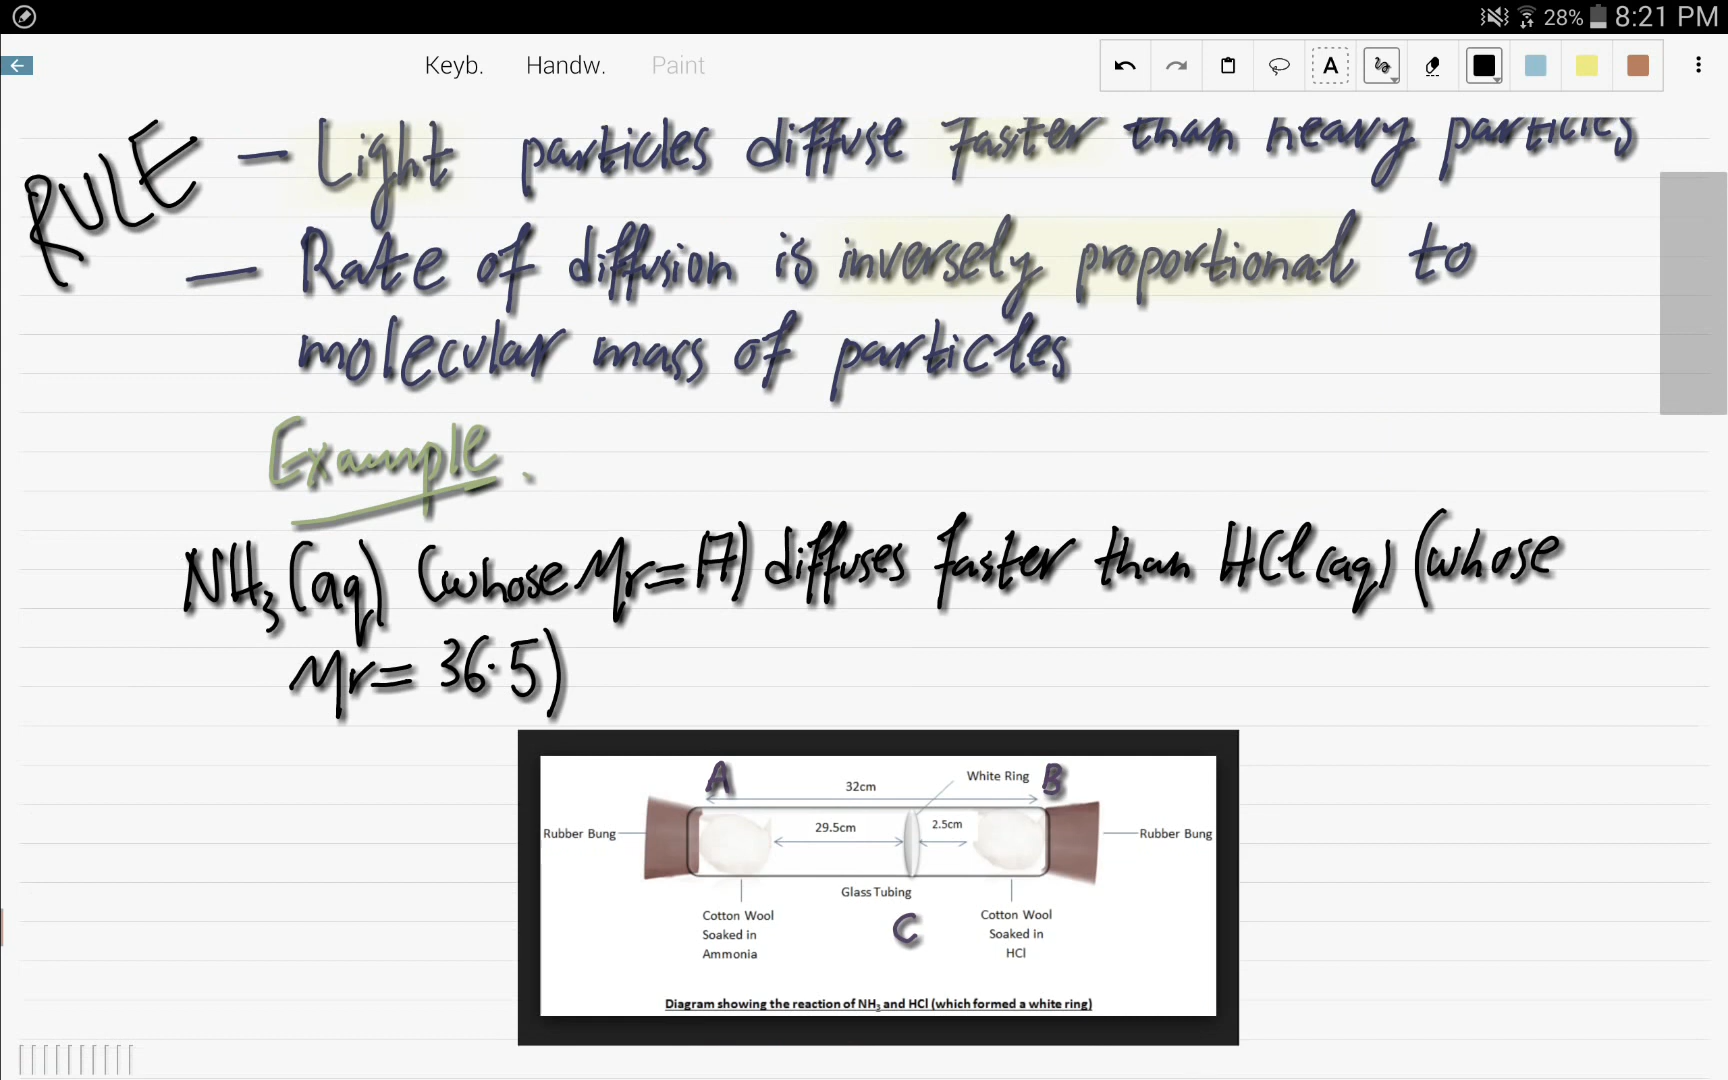 28% 8:21 PM
Keyb. Handw. Paint
A
RULE
— Light particles diffuse faster than heavy particles
— Rate of diffusion is inversely proportional to
molecular mass of particles
Example.
NH₃(aq) (whose Mr=17) diffuses faster than HCl(aq) (whose
Mr= 36.5)
A
White Ring
B
32cm
Rubber Bung
29.5cm
2.5cm
Rubber Bung
Glass Tubing
Cotton Wool
Soaked in
Ammonia
C
Cotton Wool
Soaked in
HCl
Diagram showing the reaction of NH₃ and HCl (which formed a white ring)